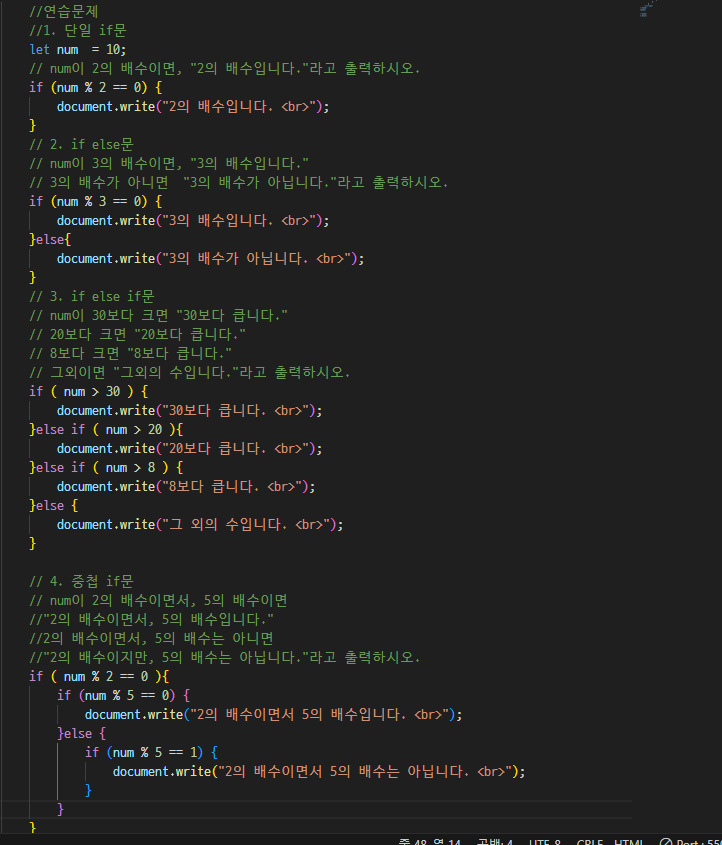 //연습문제
//1. 단일 if문
let num  = 10;
// num이 2의 배수이면, "2의 배수입니다."라고 출력하시오.
if (num % 2 == 0) {
    document.write("2의 배수입니다. <br>");
}
// 2. if else문
// num이 3의 배수이면, "3의 배수입니다."
// 3의 배수가 아니면  "3의 배수가 아닙니다."라고 출력하시오.
if (num % 3 == 0) {
    document.write("3의 배수입니다. <br>");
}else{
    document.write("3의 배수가 아닙니다. <br>");
}
// 3. if else if문
// num이 30보다 크면 "30보다 큽니다."
// 20보다 크면 "20보다 큽니다."
// 8보다 크면 "8보다 큽니다."
// 그외이면 "그외의 수입니다."라고 출력하시오.
if ( num > 30 ) {
    document.write("30보다 큽니다. <br>");
}else if ( num > 20 ){
    document.write("20보다 큽니다. <br>");
}else if ( num > 8 ) {
    document.write("8보다 큽니다. <br>");
}else {
    document.write("그 외의 수입니다. <br>");
}
// 4. 중첩 if문
// num이 2의 배수이면서, 5의 배수이면
//"2의 배수이면서, 5의 배수입니다."
//2의 배수이면서, 5의 배수는 아니면
//"2의 배수이지만, 5의 배수는 아닙니다."라고 출력하시오.
if ( num % 2 == 0 ){
    if (num % 5 == 0) {
        document.write("2의 배수이면서 5의 배수입니다. <br>");
    }else {
        if (num % 5 == 1) {
            document.write("2의 배수이면서 5의 배수는 아닙니다. <br>");
        }
    }
}
줄 48, 열 14 공백: 4 UTF-8 CRLF HTML Port : 55